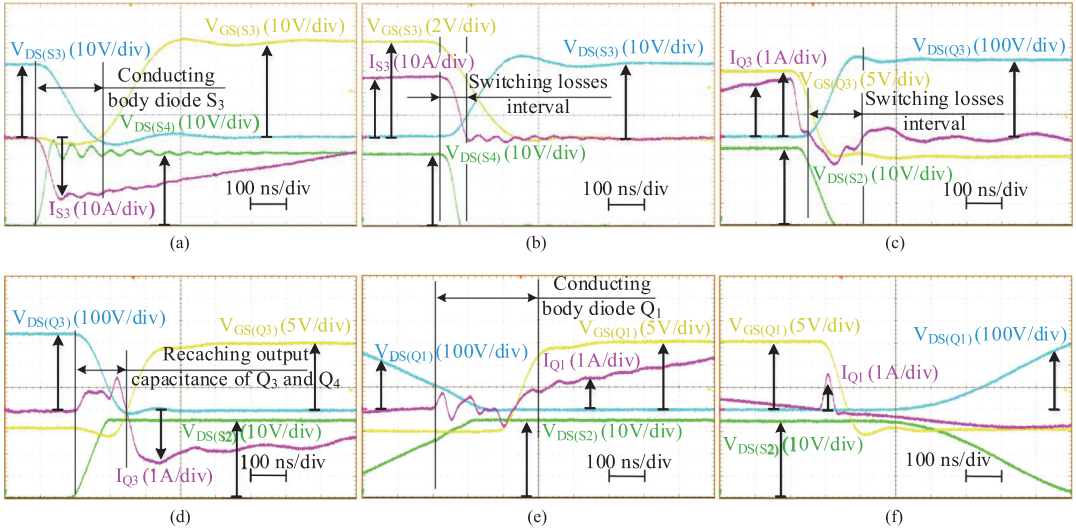 VGS(S3) (10V/div)
VDS(S3) (10V/div)
Conducting
body diode S3
VDS(S4) (10V/div)
IS3 (10A/div)
100 ns/div
(a)
VGS(S3) (2V/div)
VDS(S3) (10V/div)
IS3 (10A/div)
Switching losses
interval
VDS(S4) (10V/div)
100 ns/div
(b)
VDS(Q3) (100V/div)
IQ3 (1A/div)
VGS(Q3) (5V/div)
Switching losses
interval
VDS(S2) (10V/div)
100 ns/div
(c)
VDS(Q3) (100V/div)
VGS(Q3) (5V/div)
Recaching output
capacitance of Q3 and Q4
VDS(S2) (10V/div)
IQ3 (1A/div)
100 ns/div
(d)
Conducting
body diode Q1
VGS(Q1) (5V/div)
VDS(Q1) (100V/div)
IQ1 (1A/div)
VDS(S2) (10V/div)
100 ns/div
(e)
VGS(Q1) (5V/div)
VDS(Q1) (100V/div)
IQ1 (1A/div)
VDS(S2) (10V/div)
100 ns/div
(f)